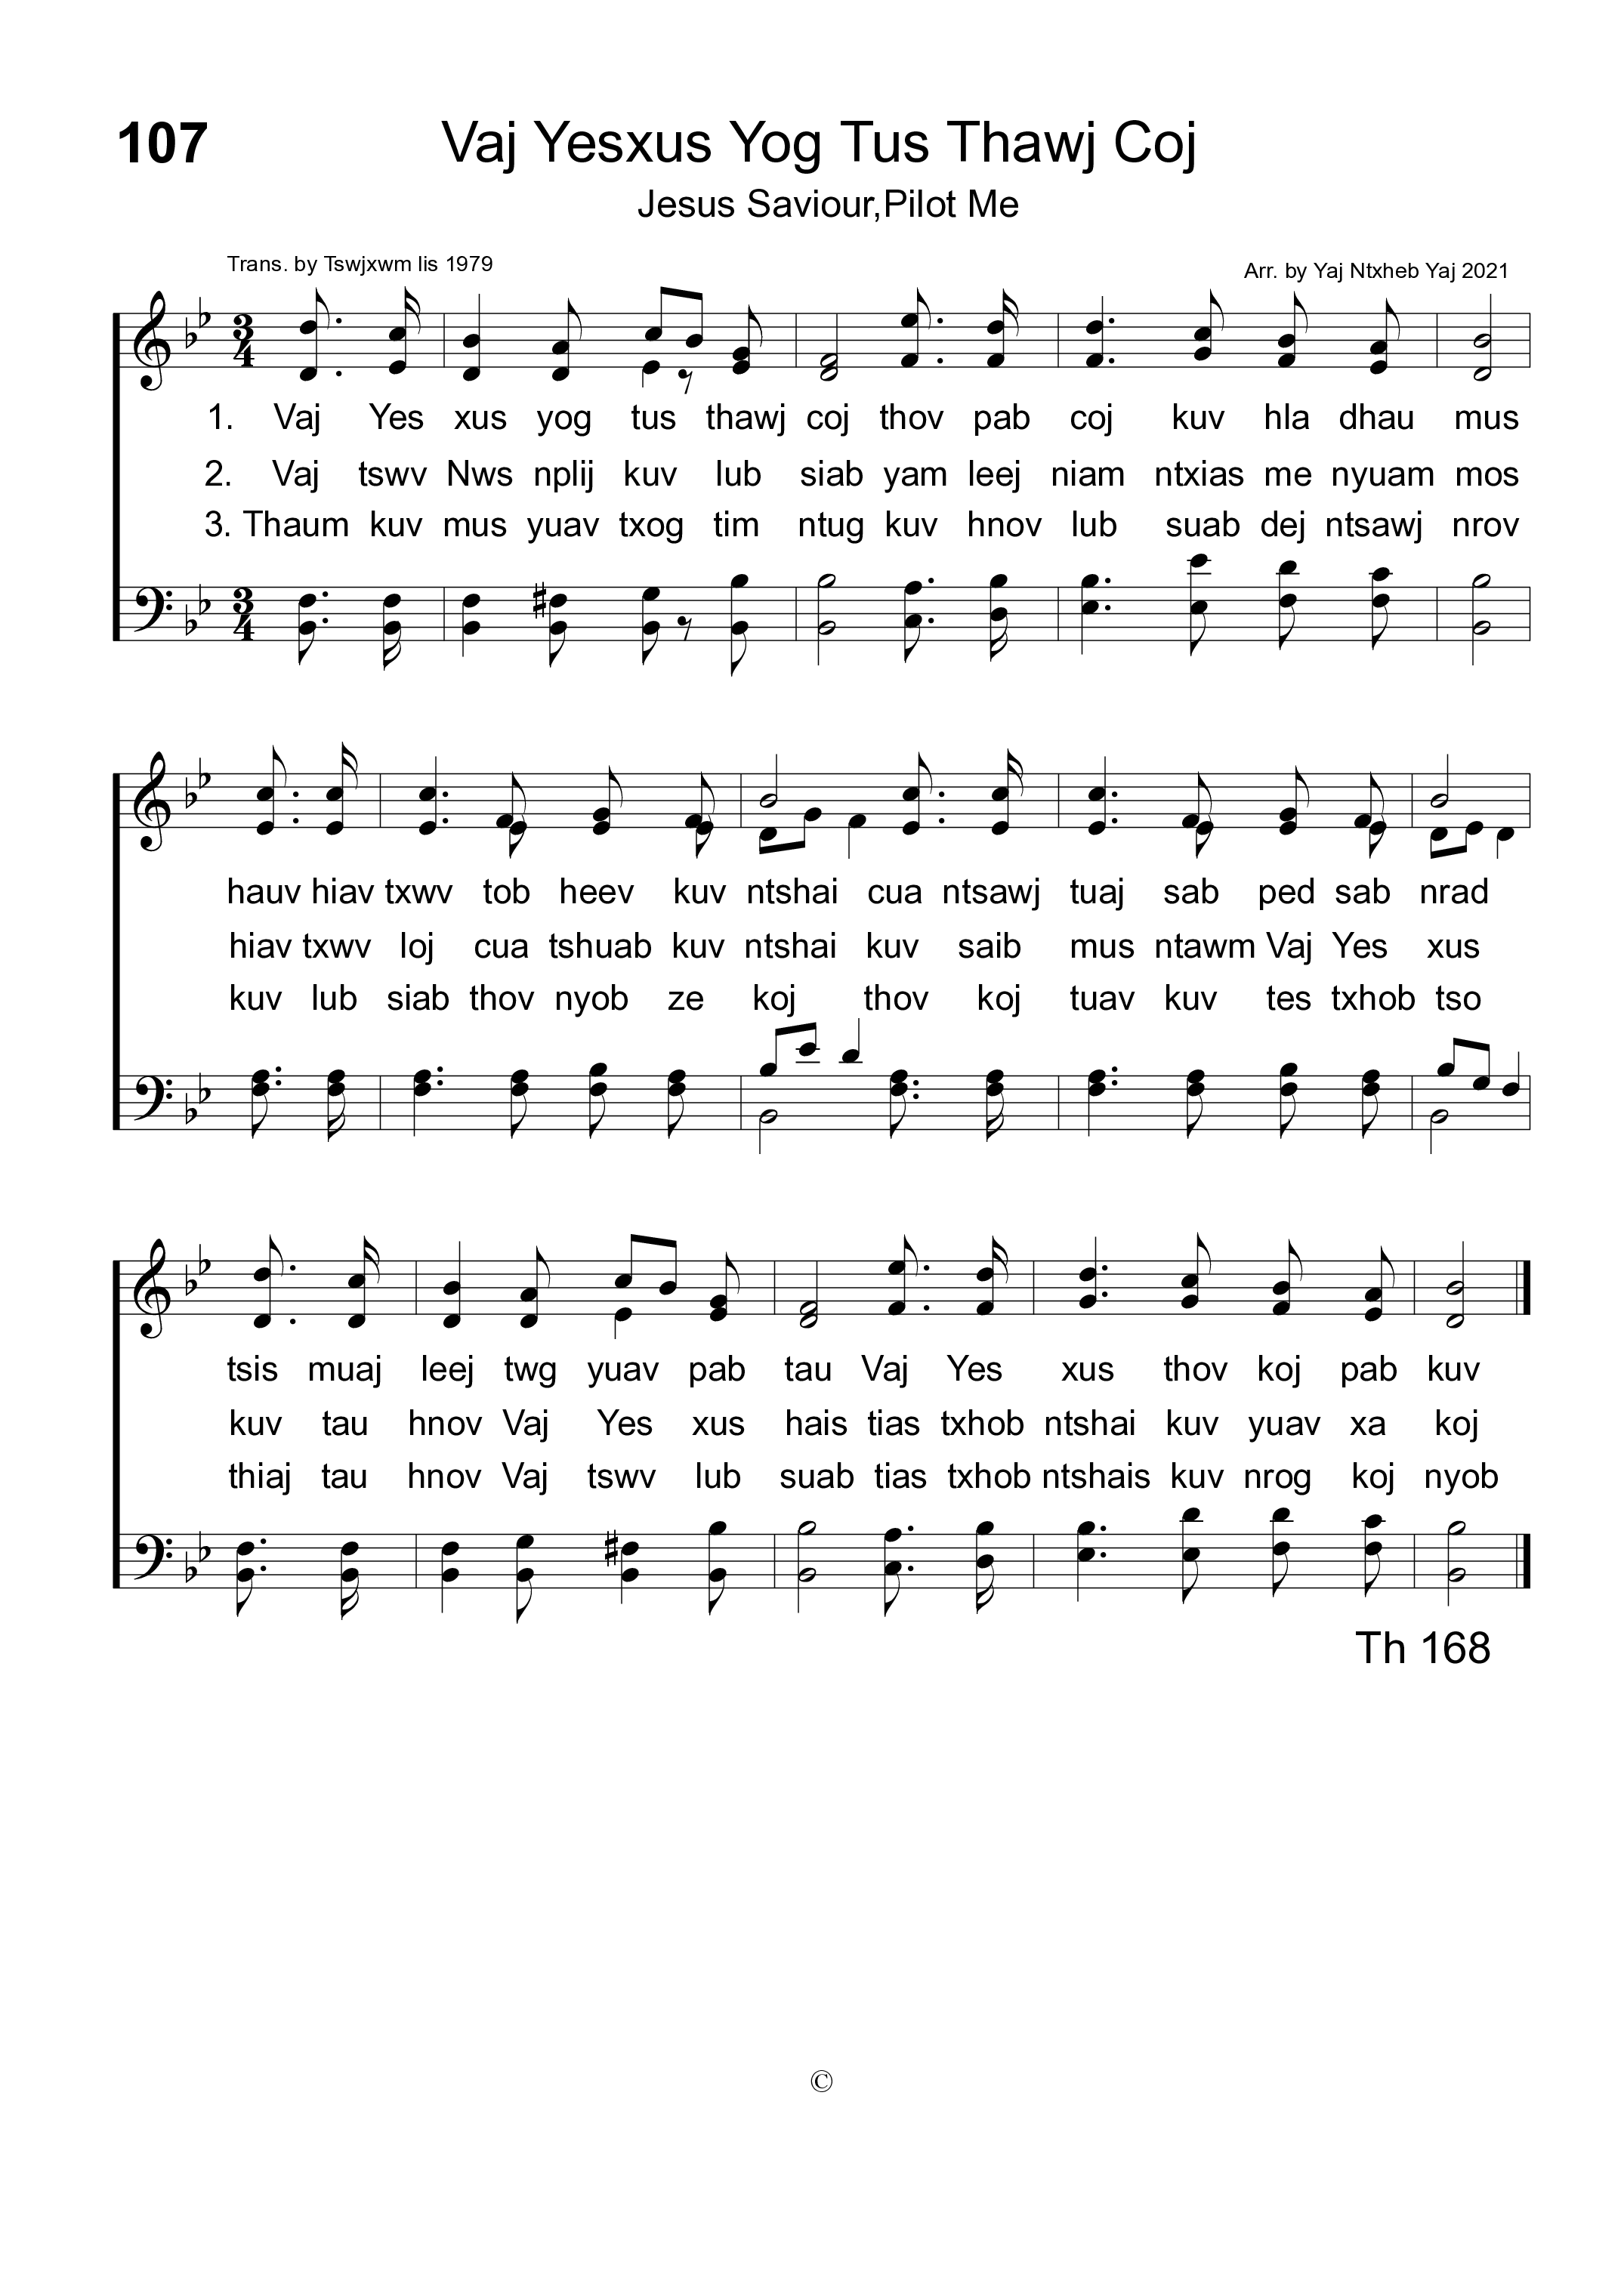 107 Vaj Yesxus Yog Tus Thawj Coj
Jesus Saviour,Pilot Me
Trans. by Tswjxwm lis 1979 Arr. by Yaj Ntxheb Yaj 2021
1. Vaj Yes xus yog tus thawj coj thov pab coj kuv hla dhau mus
2. Vaj tswv Nws nplij kuv lub siab yam leej niam ntxias me nyuam mos
3. Thaum kuv mus yuav txog tim ntug kuv hnov lub suab dej ntsawj nrov
hauv hiav txwv tob heev kuv ntshai cua ntsawj tuaj sab ped sab nrad
hiav txwv loj cua tshuab kuv ntshai kuv saib mus ntawm Vaj Yes xus
kuv lub siab thov nyob ze koj thov koj tuav kuv tes txhob tso
tsis muaj leej twg yuav pab tau Vaj Yes xus thov koj pab kuv
kuv tau hnov Vaj Yes xus hais tias txhob ntshai kuv yuav xa koj
thiaj tau hnov Vaj tswv lub suab tias txhob ntshais kuv nrog koj nyob
Th 168
©